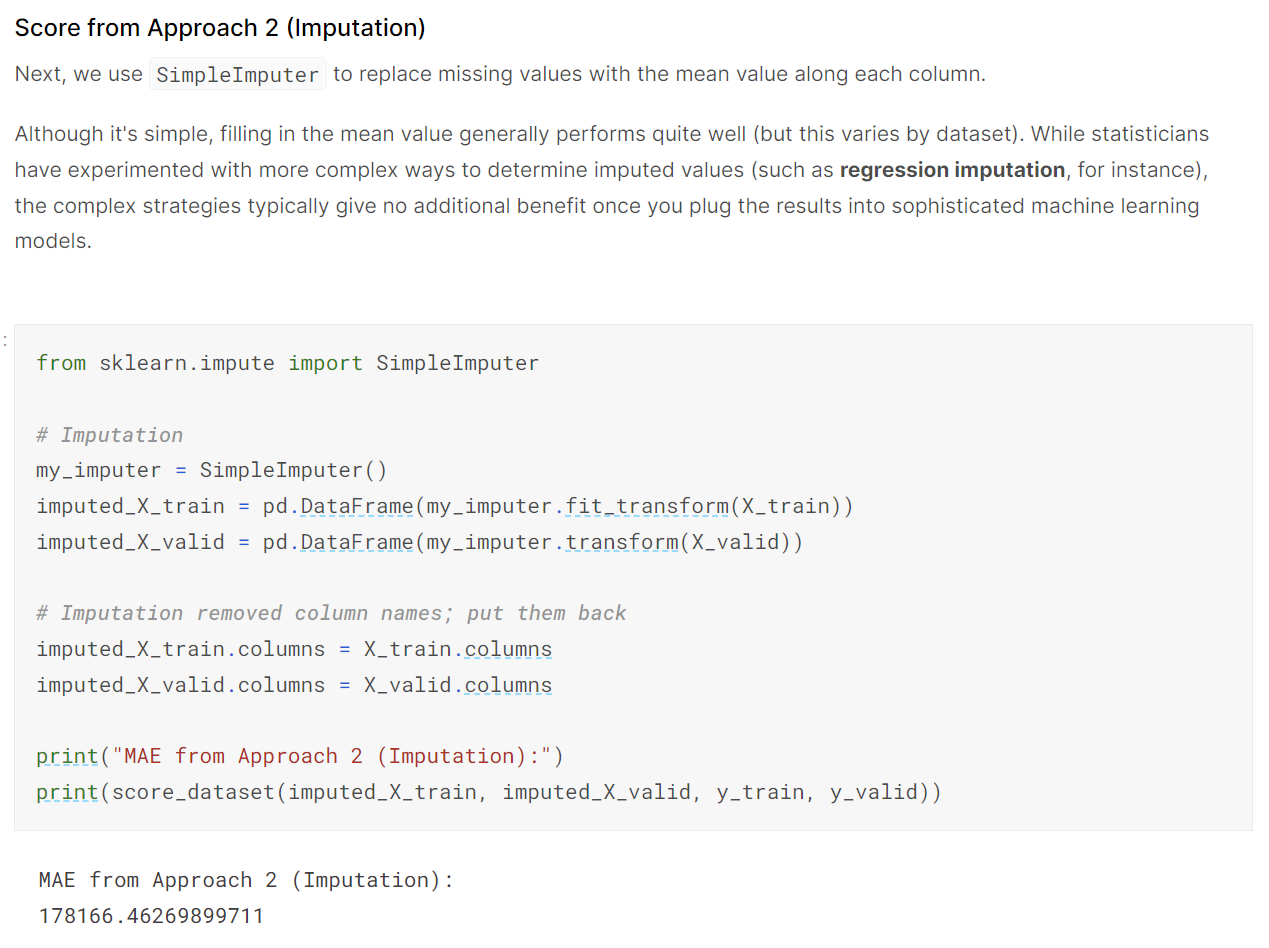 Score from Approach 2 (Imputation)
Next, we use SimpleImputer to replace missing values with the mean value along each column.
Although it's simple, filling in the mean value generally performs quite well (but this varies by dataset). While statisticians
have experimented with more complex ways to determine imputed values (such as regression imputation, for instance),
the complex strategies typically give no additional benefit once you plug the results into sophisticated machine learning
models.
:
from sklearn.impute import SimpleImputer
# Imputation
my_imputer = SimpleImputer()
imputed_X_train = pd.DataFrame(my_imputer.fit_transform(X_train))
imputed_X_valid = pd.DataFrame(my_imputer.transform(X_valid))
# Imputation removed column names; put them back
imputed_X_train.columns = X_train.columns
imputed_X_valid.columns = X_valid.columns
print("MAE from Approach 2 (Imputation):")
print(score_dataset(imputed_X_train, imputed_X_valid, y_train, y_valid))
MAE from Approach 2 (Imputation):
178166.46269899711